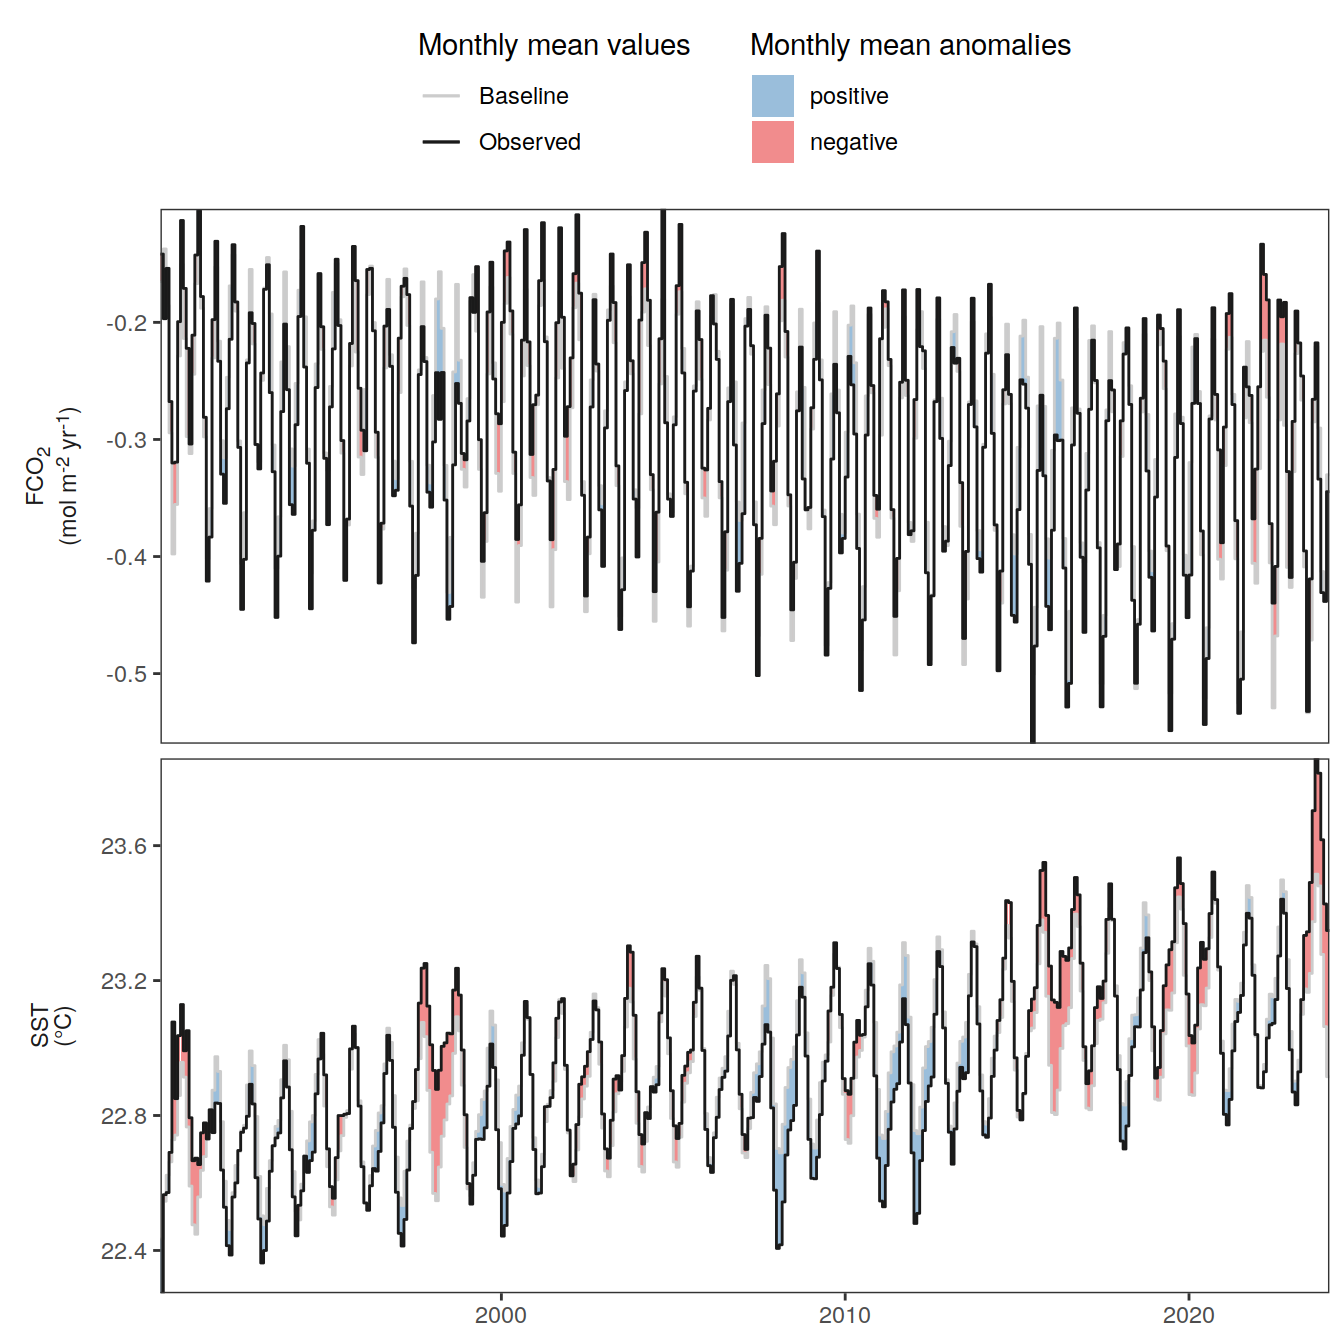 Monthly mean values
Monthly mean anomalies
Baseline
positive
Observed
negative
FCO₂
(mol m⁻² yr⁻¹)
-0.2
-0.3
-0.4
-0.5
SST
(°C)
23.6
23.2
22.8
22.4
2000
2010
2020